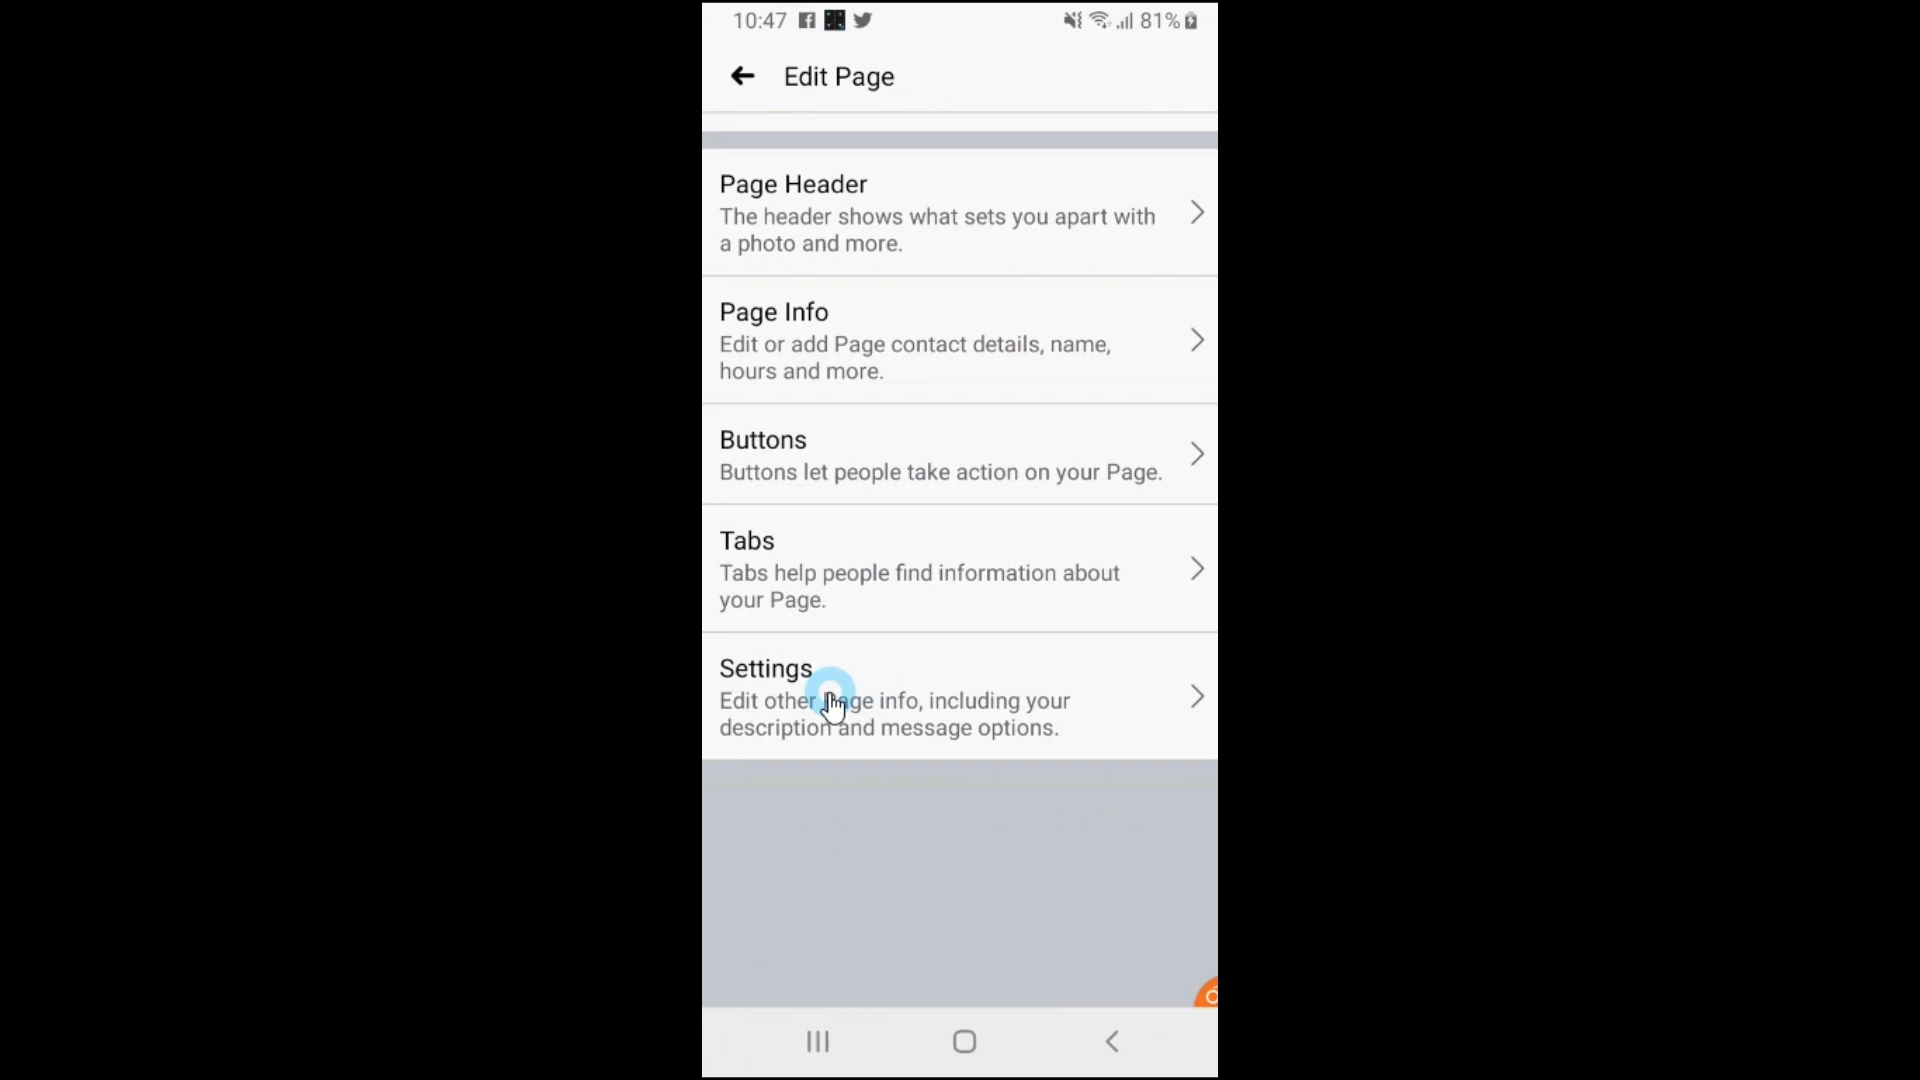 10:47 81%
Edit Page
Page Header
The header shows what sets you apart with
a photo and more.
Page Info
Edit or add Page contact details, name,
hours and more.
Buttons
Buttons let people take action on your Page.
Tabs
Tabs help people find information about
your Page.
Settings
Edit other Page info, including your
description and message options.